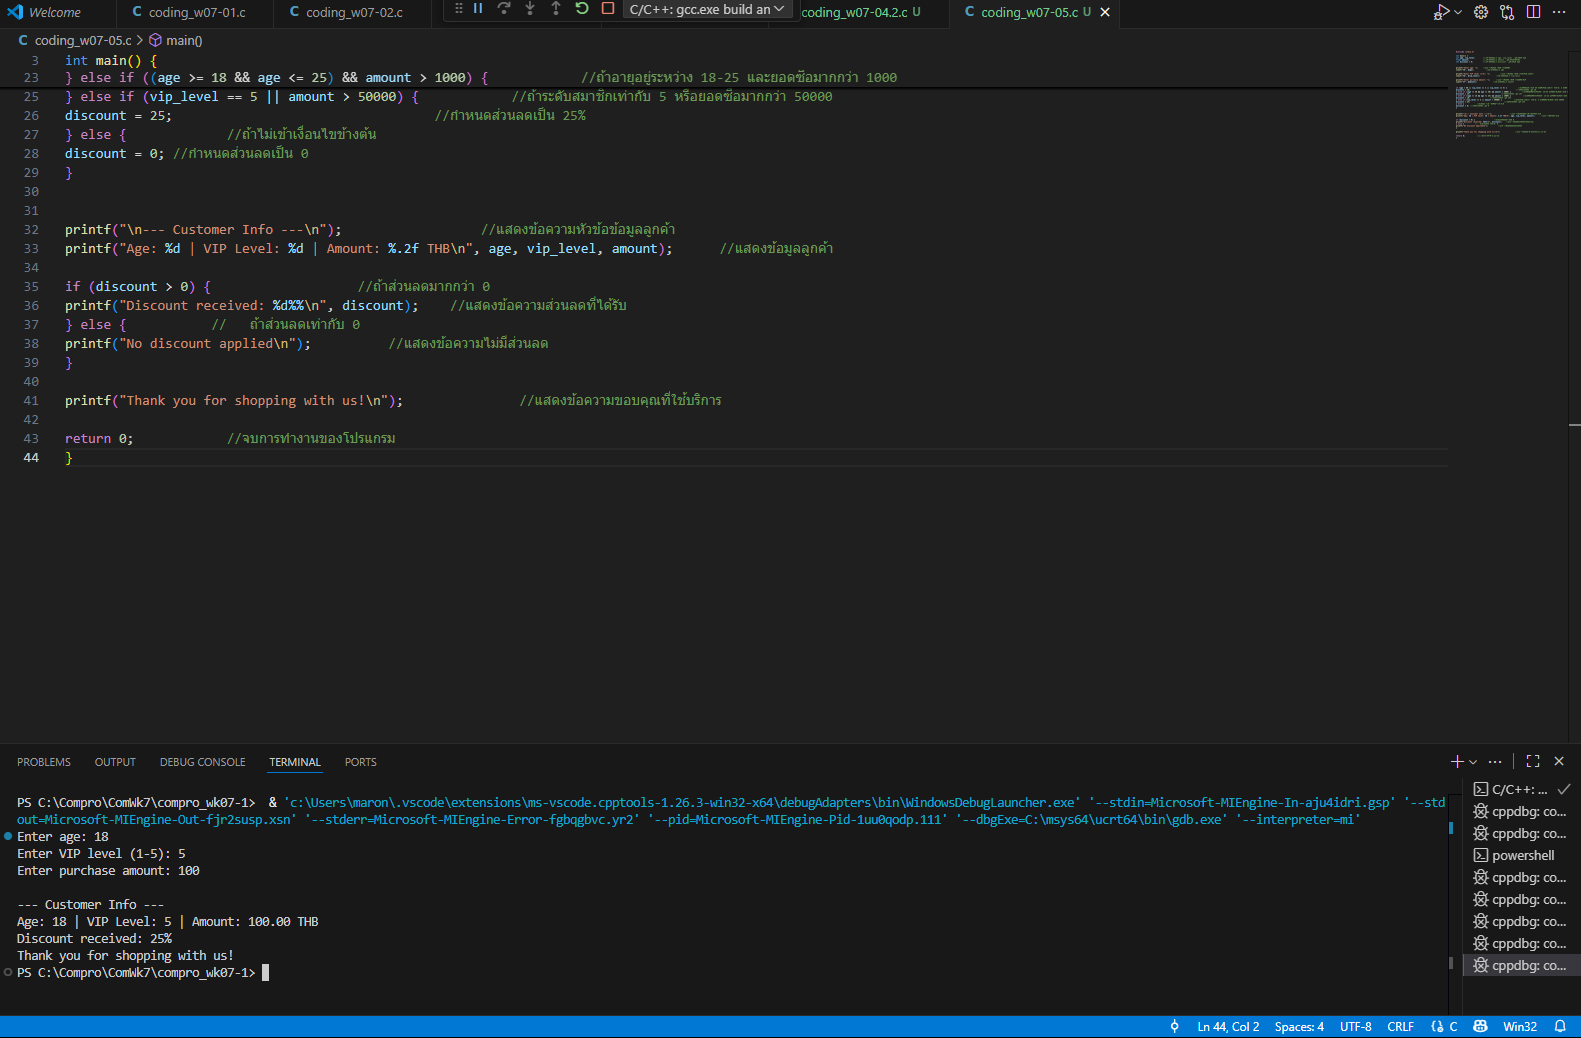 Welcome
C coding_w07-01.c
C coding_w07-02.c
C/C++: gcc.exe build an
coding_w07-04.2.c U
C coding_w07-05.c U
C coding_w07-05.c > main()
3 int main() {
23 } else if ((age >= 18 && age <= 25) && amount > 1000) { //ถ้าอายุอยู่ระหว่าง 18-25 และยอดซื้อมากกว่า 1000
25 } else if (vip_level == 5 || amount > 50000) { //ถ้าระดับสมาชิกเท่ากับ 5 หรือยอดซื้อมากกว่า 50000
26 discount = 25; //กำหนดส่วนลดเป็น 25%
27 } else { //ถ้าไม่เข้าเงื่อนไขข้างต้น
28 discount = 0; //กำหนดส่วนลดเป็น 0
29 }
30
31
32 printf("\n--- Customer Info ---\n"); //แสดงข้อความหัวข้อข้อมูลลูกค้า
33 printf("Age: %d | VIP Level: %d | Amount: %.2f THB\n", age, vip_level, amount); //แสดงข้อมูลลูกค้า
34
35 if (discount > 0) { //ถ้าส่วนลดมากกว่า 0
36 printf("Discount received: %d%%\n", discount); //แสดงข้อความส่วนลดที่ได้รับ
37 } else { // ถ้าส่วนลดเท่ากับ 0
38 printf("No discount applied\n"); //แสดงข้อความไม่มีส่วนลด
39 }
40
41 printf("Thank you for shopping with us!\n"); //แสดงข้อความขอบคุณที่ใช้บริการ
42
43 return 0; //จบการทำงานของโปรแกรม
44 }
PROBLEMS OUTPUT DEBUG CONSOLE TERMINAL PORTS
PS C:\Compro\ComWk7\compro_wk07-1> & 'c:\Users\maron\.vscode\extensions\ms-vscode.cpptools-1.26.3-win32-x64\debugAdapters\bin\WindowsDebugLauncher.exe' '--stdin=Microsoft-MIEngine-In-aju4idri.gsp' '--std
out=Microsoft-MIEngine-Out-fjr2susp.xsn' '--stderr=Microsoft-MIEngine-Error-fgbqgbvc.yr2' '--pid=Microsoft-MIEngine-Pid-1uu0qodp.111' '--dbgExe=C:\msys64\ucrt64\bin\gdb.exe' '--interpreter=mi'
Enter age: 18
Enter VIP level (1-5): 5
Enter purchase amount: 100
--- Customer Info ---
Age: 18 | VIP Level: 5 | Amount: 100.00 THB
Discount received: 25%
Thank you for shopping with us!
PS C:\Compro\ComWk7\compro_wk07-1>
C/C++: ...
cppdbg: co...
cppdbg: co...
powershell
cppdbg: co...
cppdbg: co...
cppdbg: co...
cppdbg: co...
cppdbg: co...
Ln 44, Col 2 Spaces: 4 UTF-8 CRLF C Win32